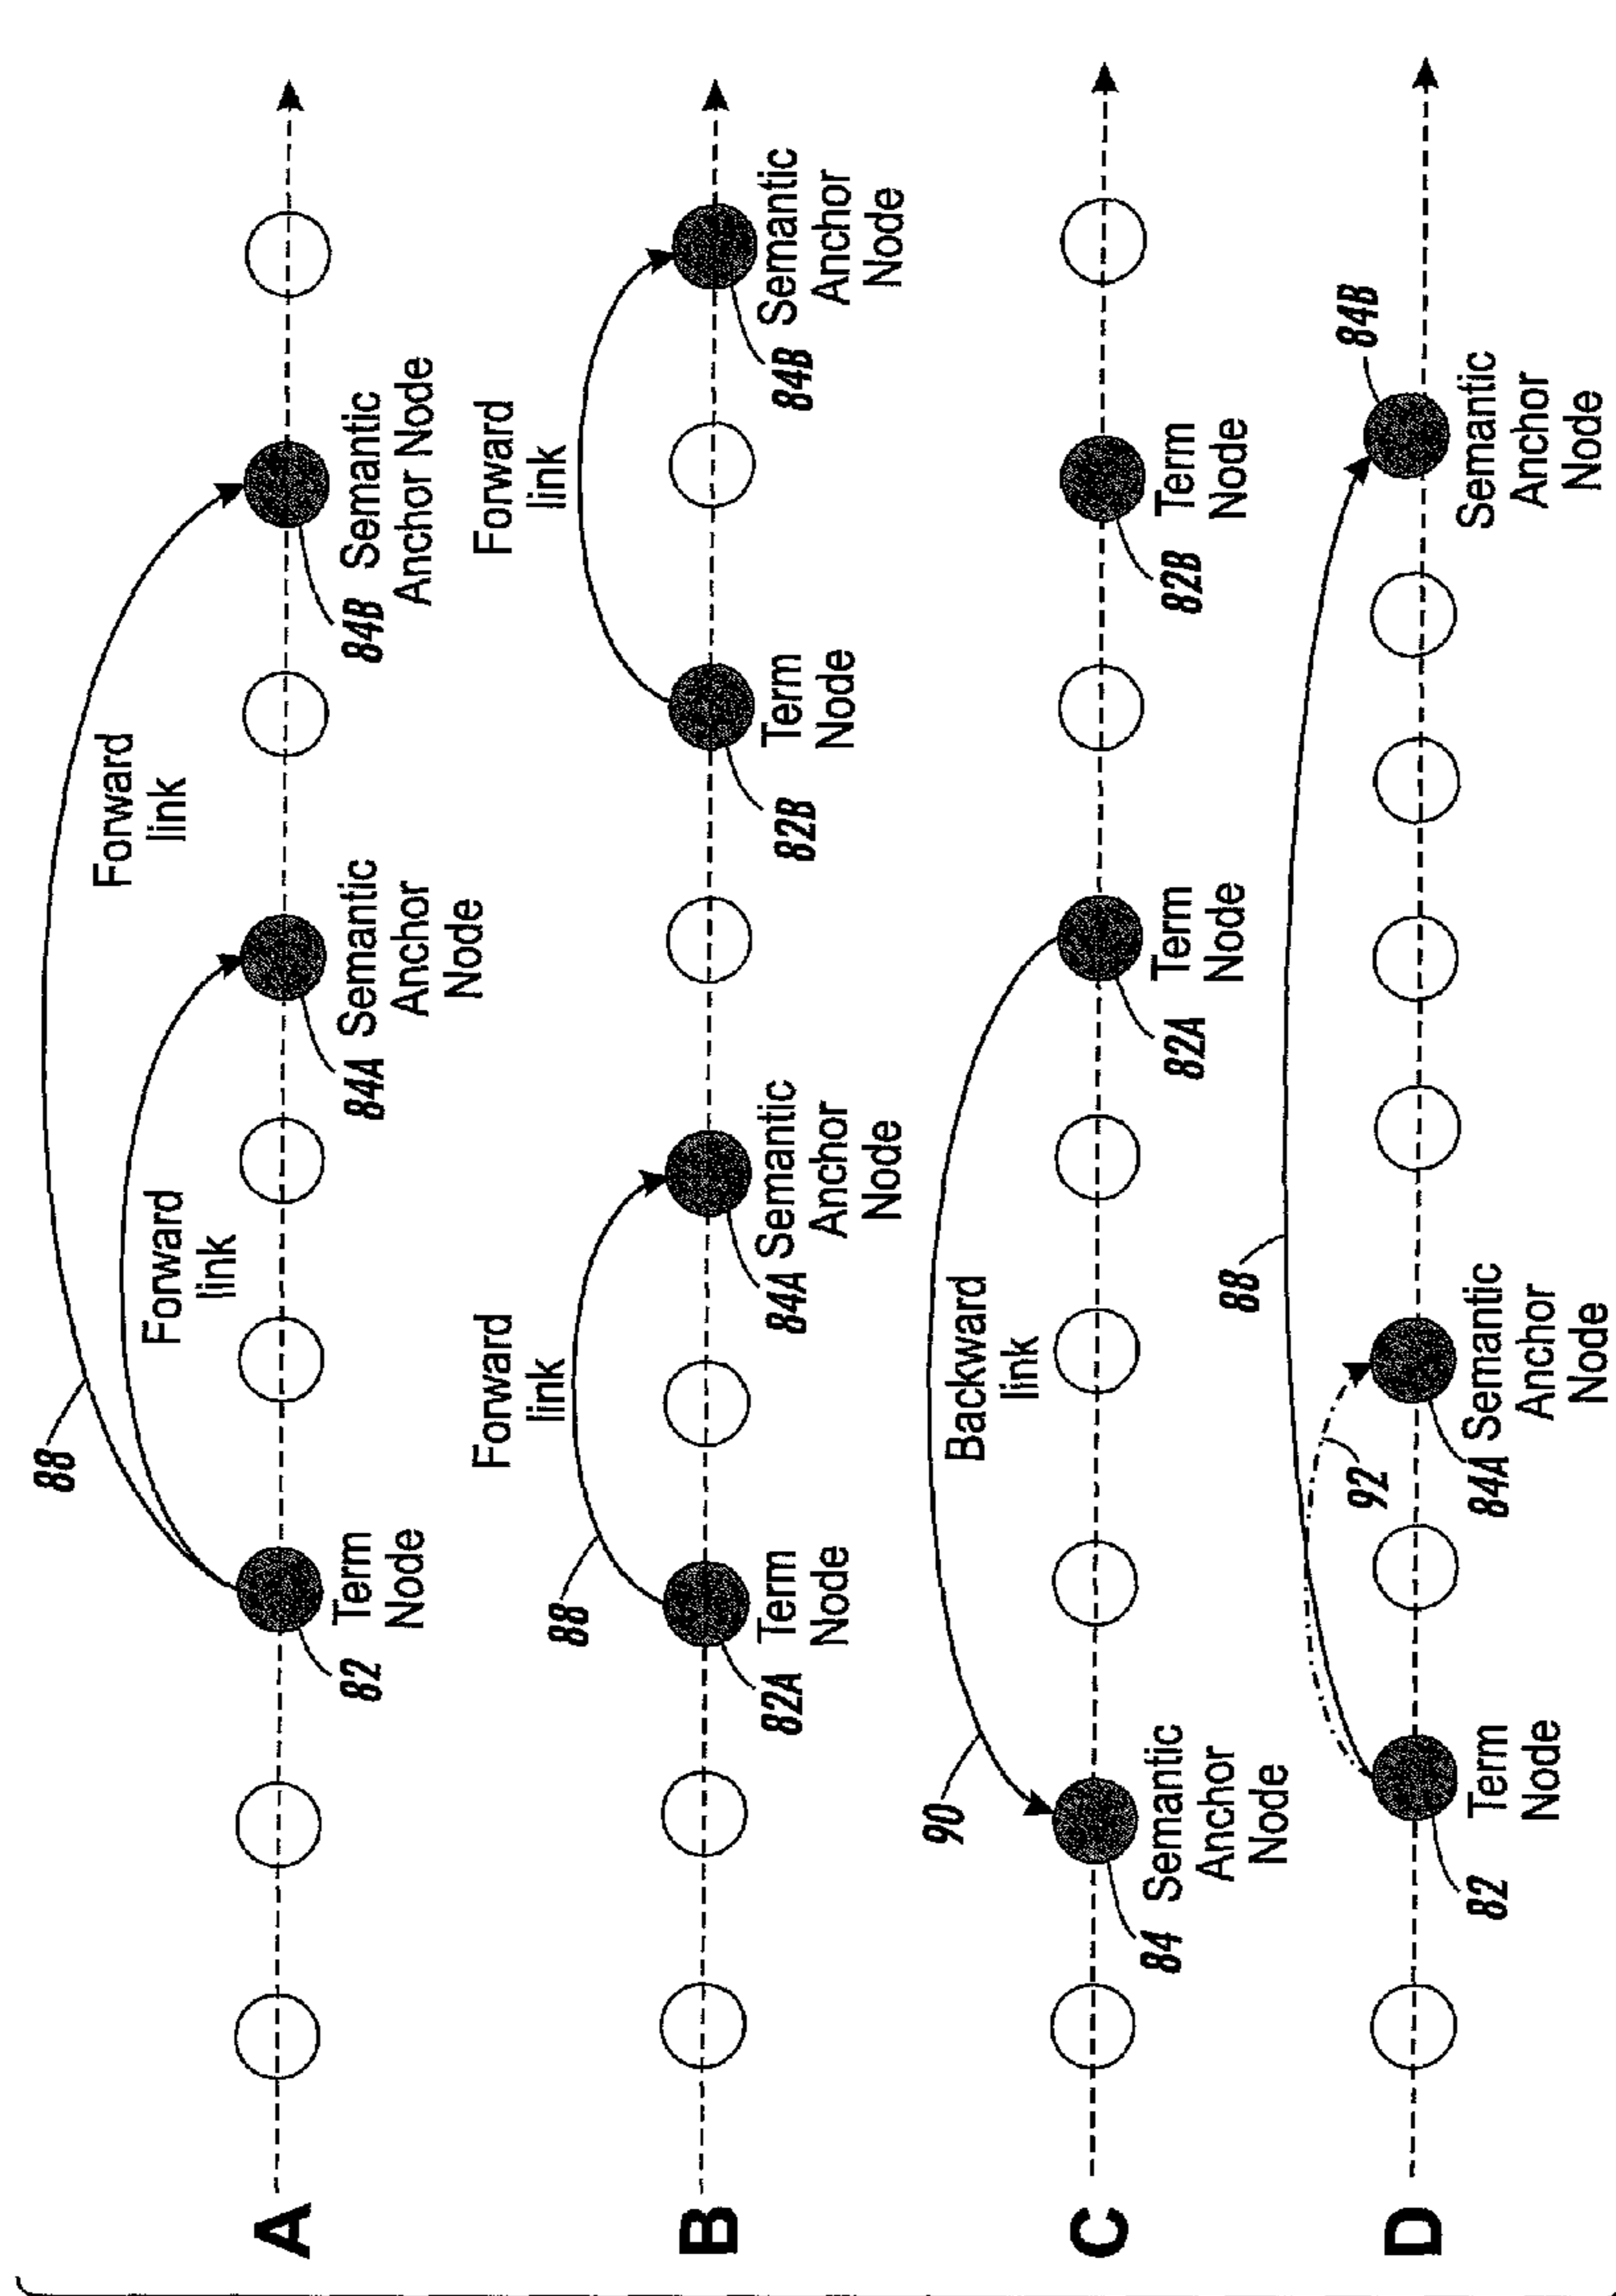 A
88
Forward
link
Forward
link
82
Term
Node
84A
Semantic
Anchor
Node
84B
Semantic
Anchor Node
B
88
Forward
link
Forward
link
82A
Term
Node
84A
Semantic
Anchor
Node
82B
Term
Node
84B
Semantic
Anchor
Node
C
90
Backward
link
84
Semantic
Anchor
Node
82A
Term
Node
82B
Term
Node
D
88
92
84B
82
Term
Node
84A
Semantic
Anchor
Node
Semantic
Anchor
Node